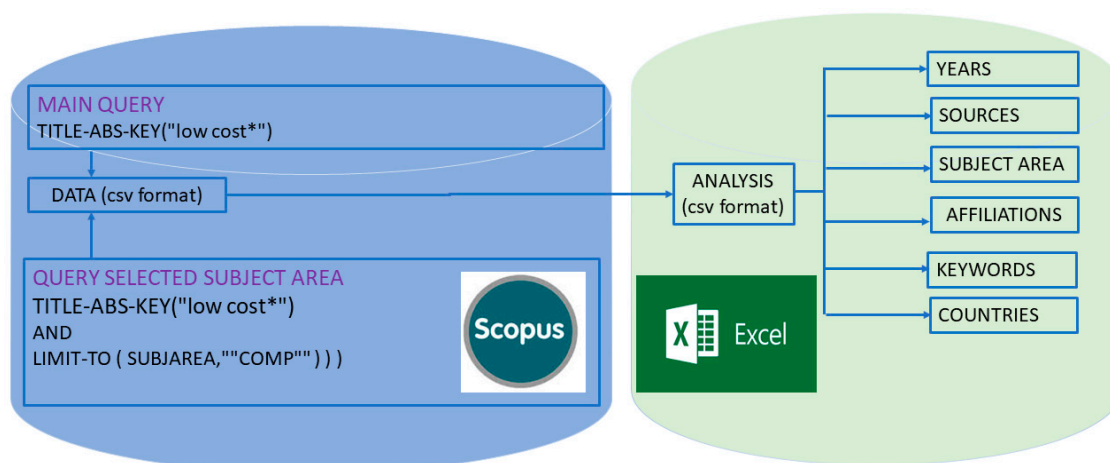 MAIN QUERY
TITLE-ABS-KEY("low cost*")
DATA (csv format)
QUERY SELECTED SUBJECT AREA
TITLE-ABS-KEY("low cost*")
AND
LIMIT-TO ( SUBJAREA,""COMP"" ) ) )
Scopus
ANALYSIS
(csv format)
X Excel
YEARS
SOURCES
SUBJECT AREA
AFFILIATIONS
KEYWORDS
COUNTRIES